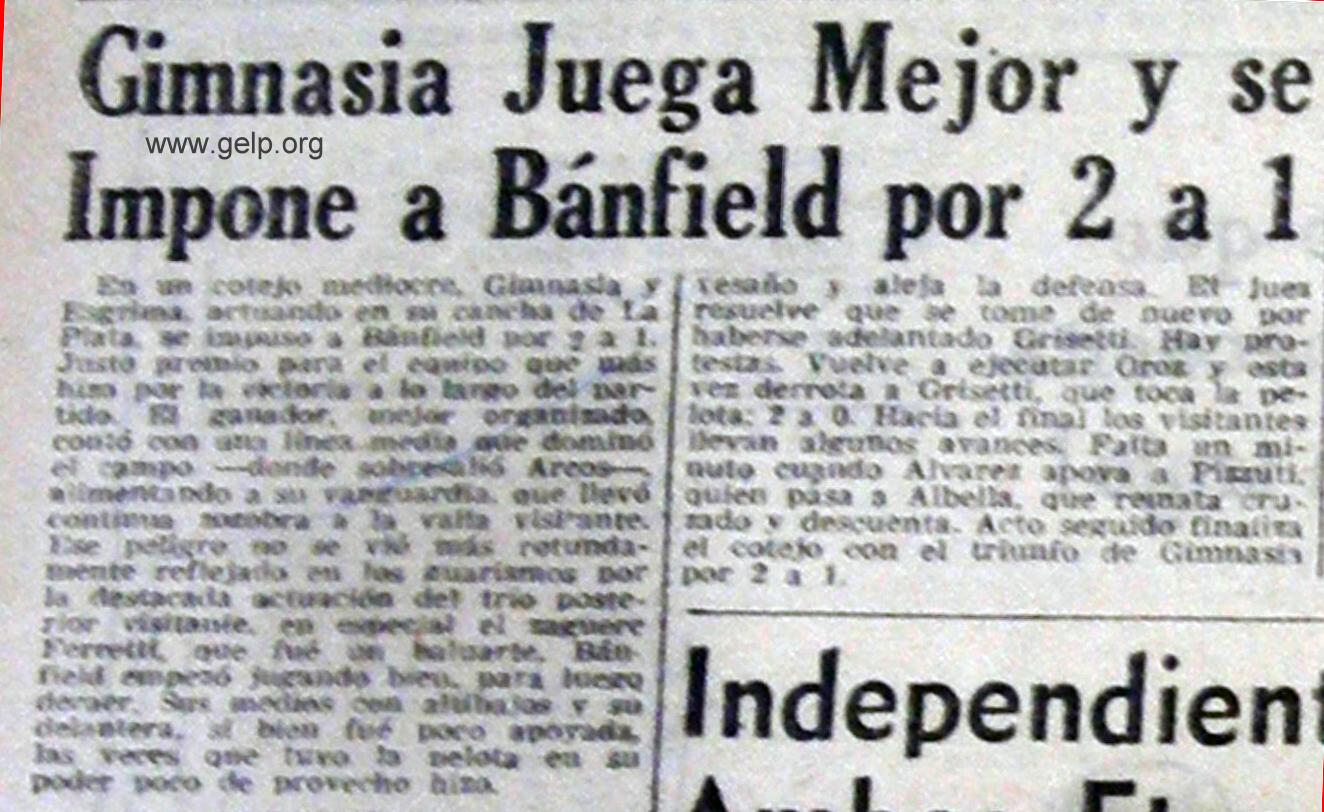 Gimnasia Juega Mejor y se
www.gelp.org
Impone a Bánfield por 2 a 1
En un cotejo mediocre, Gimnasia y
Esgrima, actuando en su cancha de La
Plata, se impuso a Bánfield por 2 a 1.
Justo premio para el equipo que más
hizo por la victoria a lo largo del par-
tido. El ganador, mejor organizado,
contó con una línea media que dominó
el campo —donde sobresalió Arcos—,
alimentando a su vanguardia, que llevó
continua zozobra a la valla visitante.
Ese peligro no se vió más rotunda-
mente reflejado en los guarismos por
la destacada actuación del trío poste-
rior visitante, en especial el zaguere
Ferretti, que fué un baluarte. Bán-
field empezó jugando bien, para luego
decaer. Sus medios con altibajos y su
delantera, si bien fué poco apoyada,
las veces que tuvo la pelota en su
poder poco de provecho hizo.
vesaño y aleja la defensa. El juez
resuelve que se tome de nuevo por
haberse adelantado Grisetti. Hay pro-
testas. Vuelve a ejecutar Oroz y esta
vez derrota a Grisetti, que toca la pe-
lota: 2 a 0. Hacia el final los visitantes
llevan algunos avances. Falta un mi-
nuto cuando Alvarez apoya a Pizzuti,
quien pasa a Albella, que remata cru-
zado y descuenta. Acto seguido finaliza
el cotejo con el triunfo de Gimnasia
por 2 a 1.
Independient